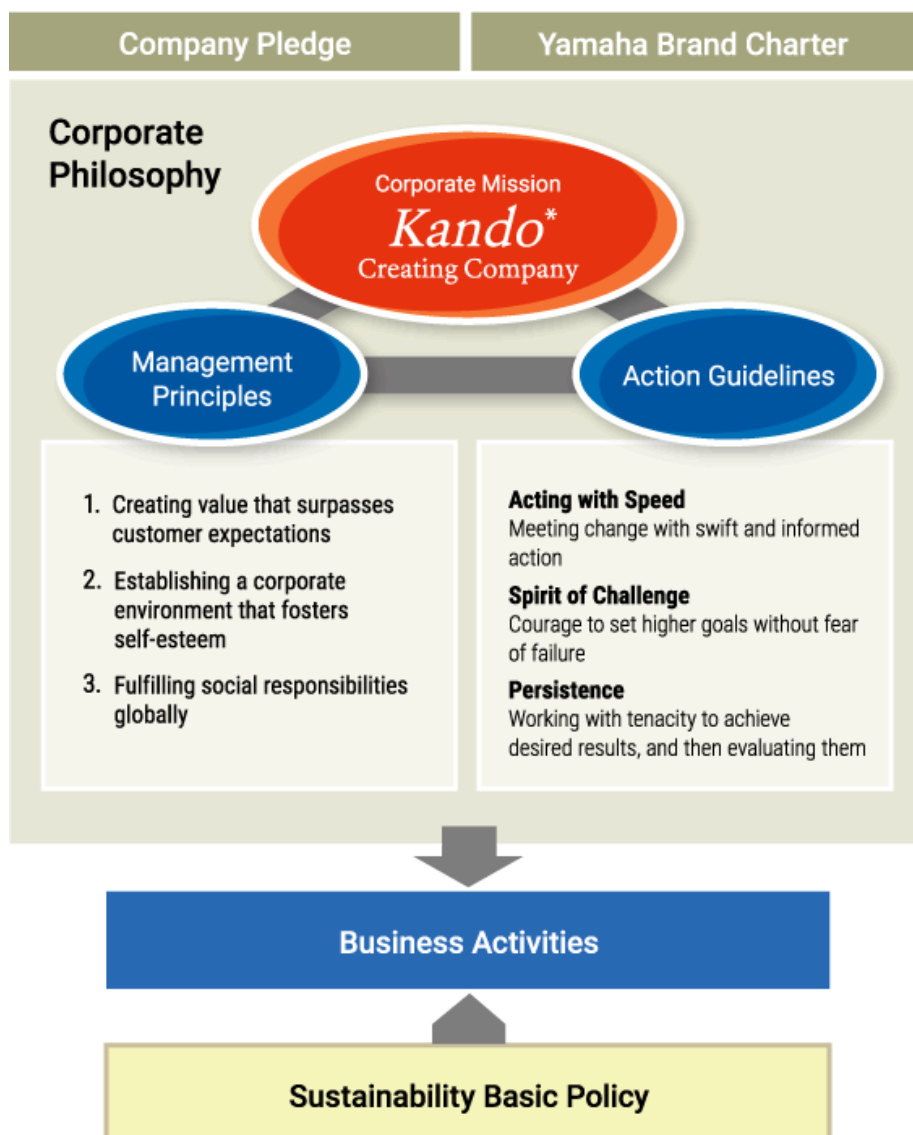 Company Pledge
Yamaha Brand Charter
Corporate
Philosophy
Corporate Mission
Kando*
Creating Company
Management
Principles
Action Guidelines
1. Creating value that surpasses
customer expectations
2. Establishing a corporate
environment that fosters
self-esteem
3. Fulfilling social responsibilities
globally
Acting with Speed
Meeting change with swift and informed
action
Spirit of Challenge
Courage to set higher goals without fear
of failure
Persistence
Working with tenacity to achieve
desired results, and then evaluating them
Business Activities
Sustainability Basic Policy